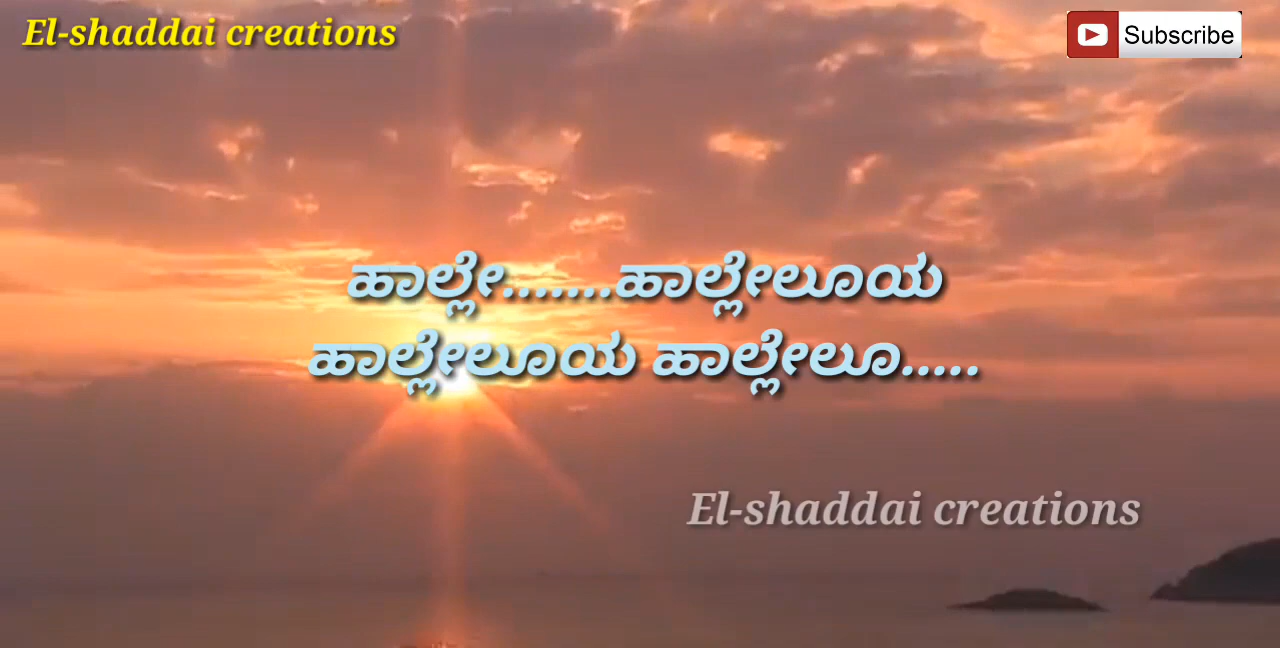 El-shaddai creations
Subscribe
ಹಾಲ್ಲೇ.......ಹಾಲ್ಲೇಲೂಯ
ಹಾಲ್ಲೇಲೂಯ ಹಾಲ್ಲೇಲೂ.....
El-shaddai creations